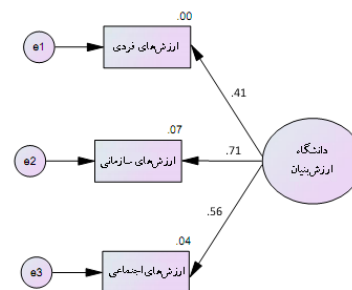 .00
e1
ارزش‌های فردی
.41
.07
e2
ارزش‌های سازمانی
.71
دانشگاه
ارزش‌بنیان
.56
.04
e3
ارزش‌های اجتماعی